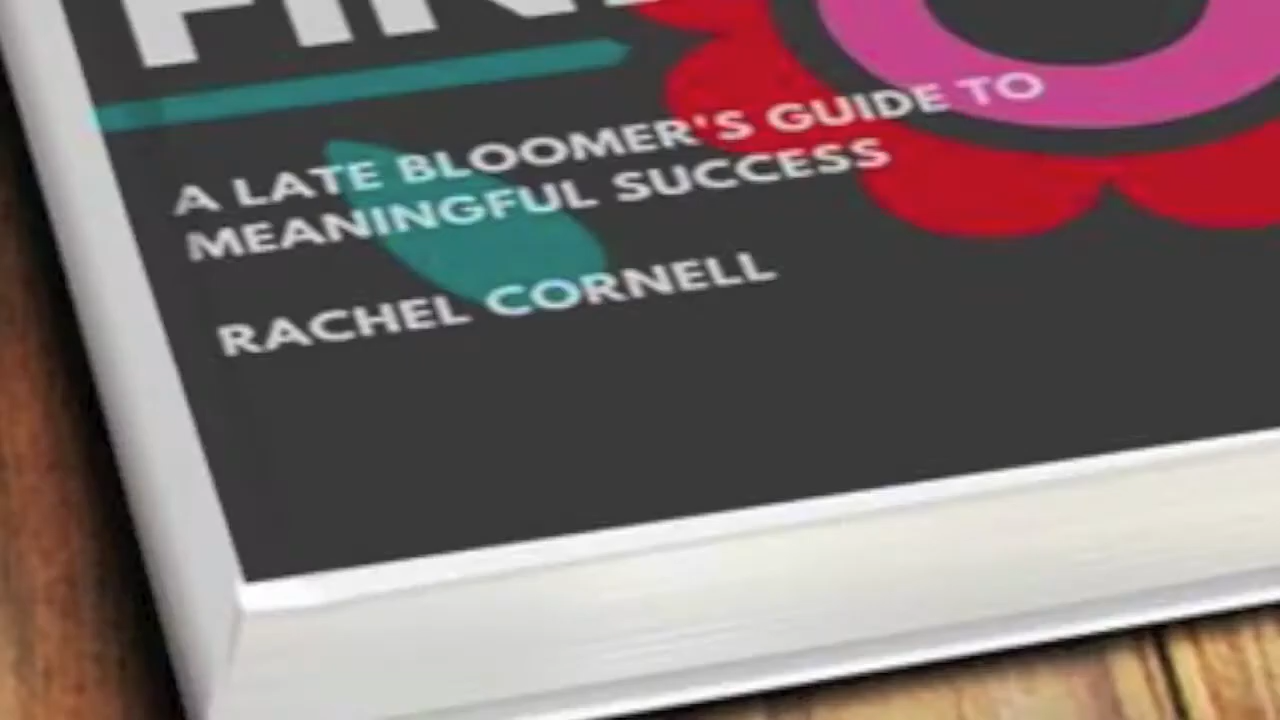 A LATE BLOOMER'S GUIDE TO
MEANINGFUL SUCCESS
RACHEL CORNELL